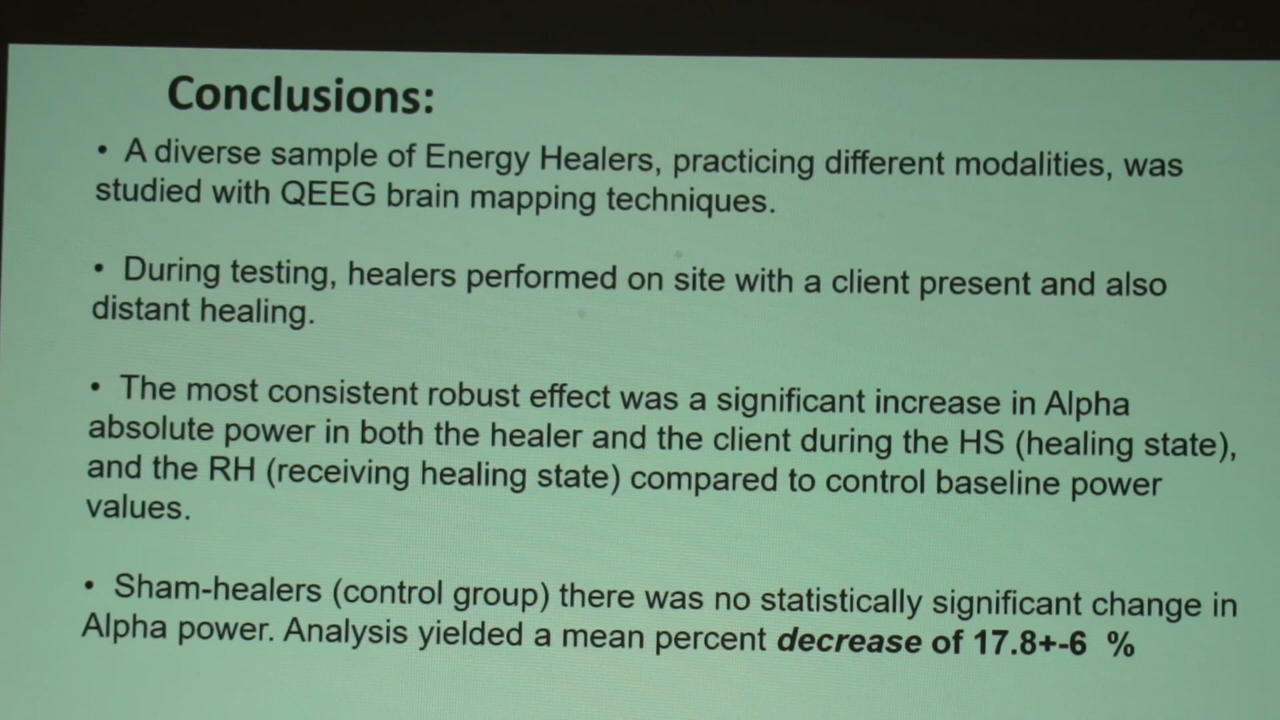 Conclusions:
• A diverse sample of Energy Healers, practicing different modalities, was
studied with QEEG brain mapping techniques.
• During testing, healers performed on site with a client present and also
distant healing.
• The most consistent robust effect was a significant increase in Alpha
absolute power in both the healer and the client during the HS (healing state),
and the RH (receiving healing state) compared to control baseline power
values.
• Sham-healers (control group) there was no statistically significant change in
Alpha power. Analysis yielded a mean percent decrease of 17.8+-6 %